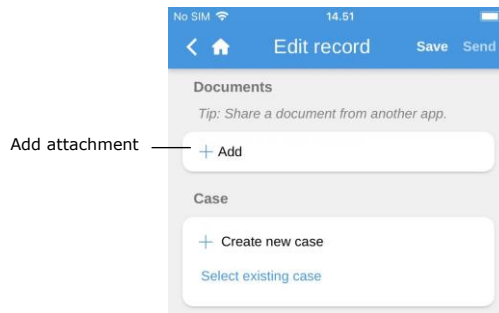 No SIM 14.51
Edit record Save Send
Documents
Tip: Share a document from another app.
Add attachment
+ Add
Case
+ Create new case
Select existing case